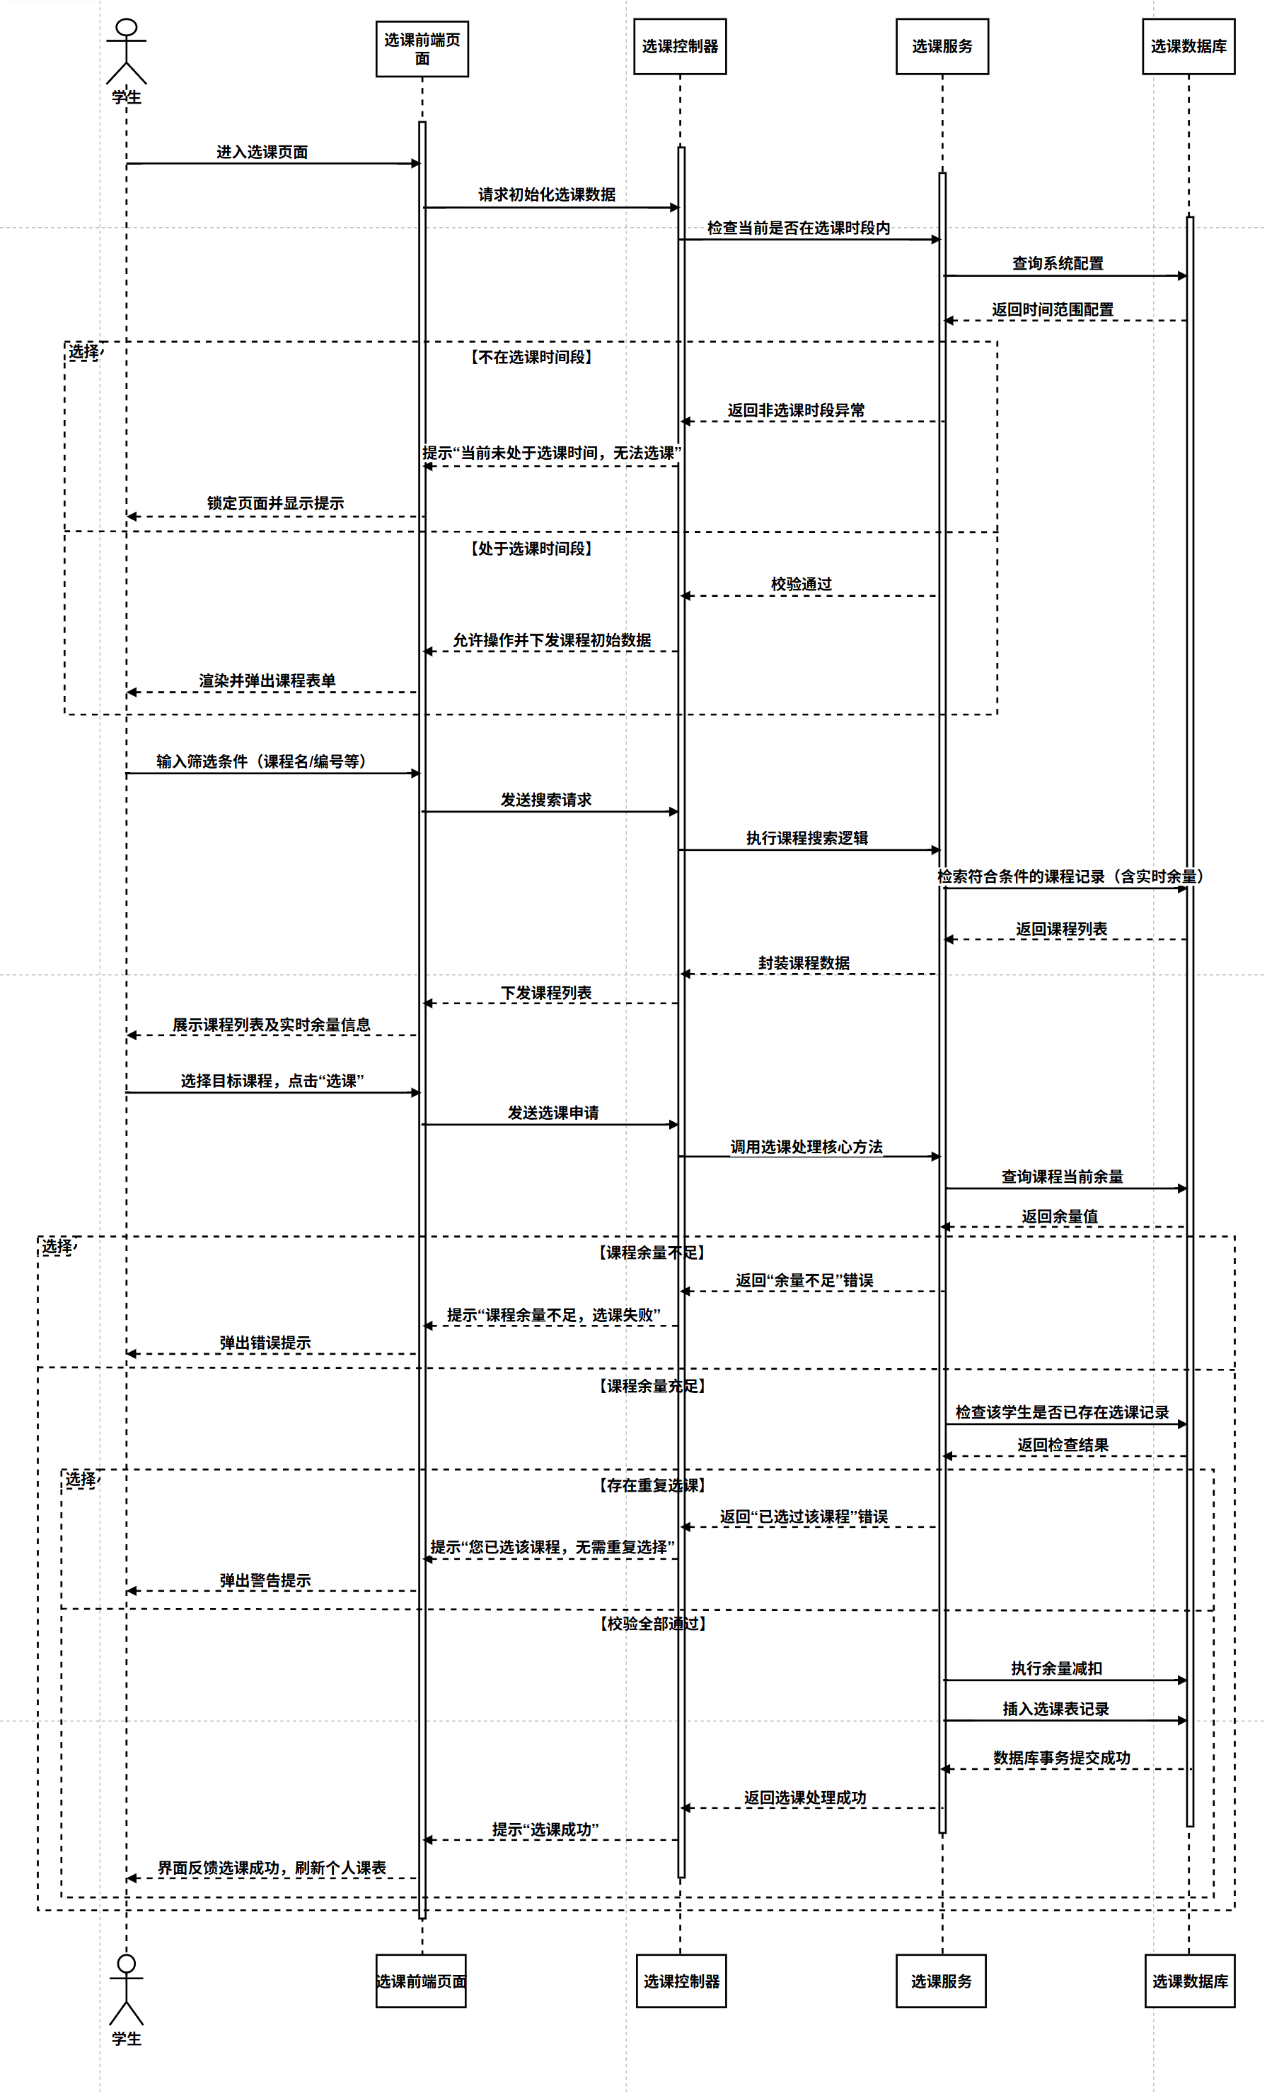 选课前端页
面
选课控制器
选课服务
选课数据库
学生
进入选课页面
请求初始化选课数据
检查当前是否在选课时段内
查询系统配置
返回时间范围配置
选择
【不在选课时间段】
返回非选课时段异常
提示“当前未处于选课时间，无法选课”
锁定页面并显示提示
【处于选课时间段】
校验通过
允许操作并下发课程初始数据
渲染并弹出课程表单
输入筛选条件（课程名/编号等）
发送搜索请求
执行课程搜索逻辑
检索符合条件的课程记录（含实时余量）
返回课程列表
封装课程数据
下发课程列表
展示课程列表及实时余量信息
选择目标课程，点击“选课”
发送选课申请
调用选课处理核心方法
查询课程当前余量
返回余量值
选择
【课程余量不足】
返回“余量不足”错误
提示“课程余量不足，选课失败”
弹出错误提示
【课程余量充足】
检查该学生是否已存在选课记录
返回检查结果
选择
【存在重复选课】
返回“已选过该课程”错误
提示“您已选该课程，无需重复选择”
弹出警告提示
【校验全部通过】
执行余量减扣
插入选课表记录
数据库事务提交成功
返回选课处理成功
提示“选课成功”
界面反馈选课成功，刷新个人课表
选课前端页面
选课控制器
选课服务
选课数据库
学生